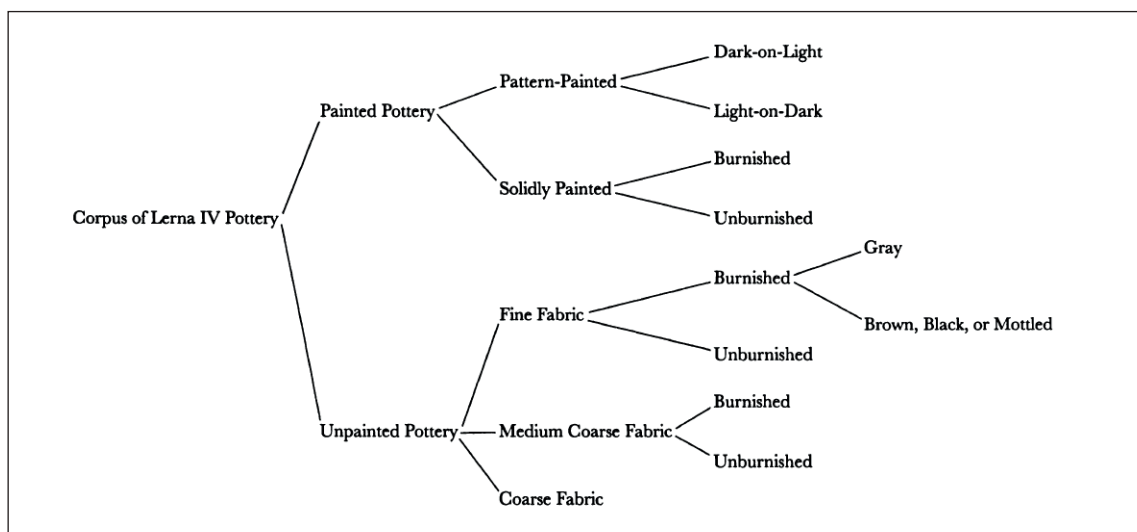 Dark-on-Light
Pattern-Painted
Painted Pottery
Light-on-Dark
Burnished
Solidly Painted
Corpus of Lerna IV Pottery
Unburnished
Gray
Burnished
Fine Fabric
Brown, Black, or Mottled
Unburnished
Burnished
Unpainted Pottery
Medium Coarse Fabric
Unburnished
Coarse Fabric